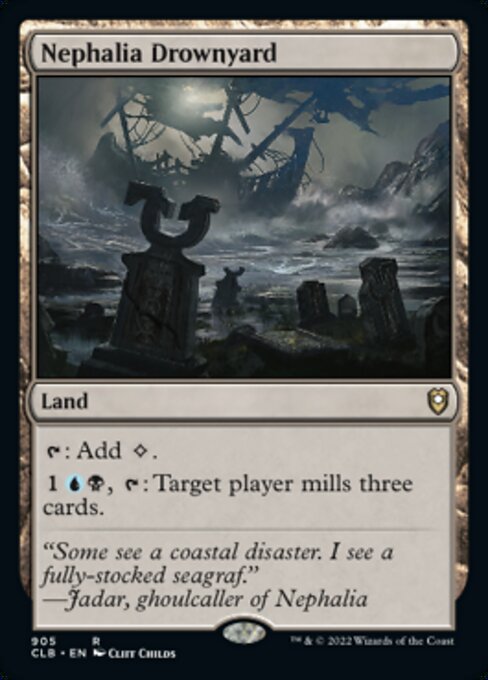 Nephalia Drownyard
Land
: Add .
1 , : Target player mills three
cards.
“Some see a coastal disaster. I see a
fully-stocked seagraf.”
—Jadar, ghoulcaller of Nephalia
905 R
CLB • EN Cliff Childs
™ & © 2022 Wizards of the Coast